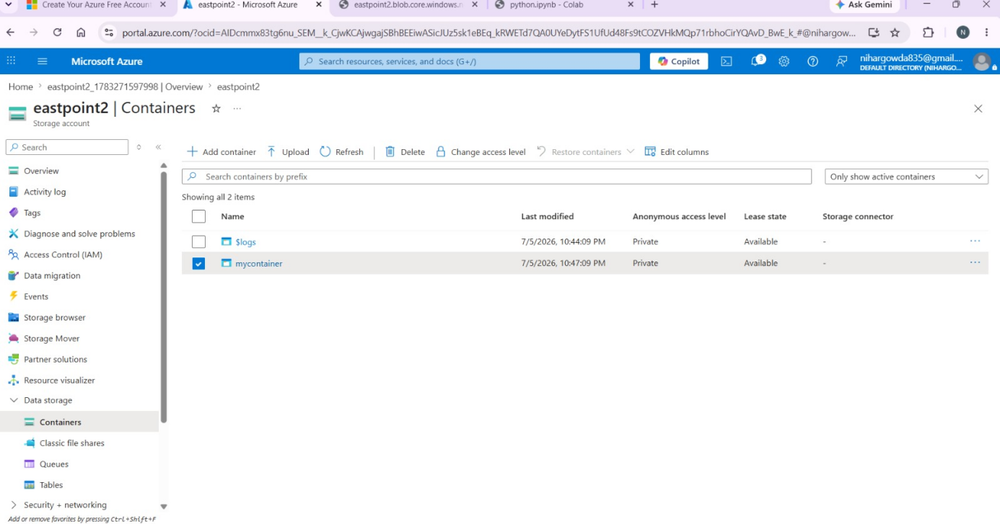 Create Your Azure Free Account
eastpoint2 - Microsoft Azure
eastpoint2.blob.core.windows.n
python.ipynb - Colab
Ask Gemini
portal.azure.com/?ocid=AIDcmmx83tg6nu_SEM__k_CjwKCAjwgajSBhBEEiwASicJUz5sk1eBEq_kRWETd7QA0UYeDytFS1UfUd48Fs9tCOZVHkMQp71rbhoCirYQAvD_BwE_k_#@nihargow...
N
Microsoft Azure
Search resources, services, and docs (G+/)
Copilot
3
nihargowda835@gmail....
DEFAULT DIRECTORY (NIHARGO...
Home > eastpoint2_1783271597998 | Overview > eastpoint2
eastpoint2 | Containers
Storage account
Search
Add container
Upload
Refresh
Delete
Change access level
Restore containers
Edit columns
Search containers by prefix
Only show active containers
Showing all 2 items
Name Last modified Anonymous access level Lease state Storage connector
$logs 7/5/2026, 10:44:09 PM Private Available -
mycontainer 7/5/2026, 10:47:09 PM Private Available -
Overview
Activity log
Tags
Diagnose and solve problems
Access Control (IAM)
Data migration
Events
Storage browser
Storage Mover
Partner solutions
Resource visualizer
Data storage
Containers
Classic file shares
Queues
Tables
Security + networking
Add or remove favorites by pressing Ctrl+Shift+F